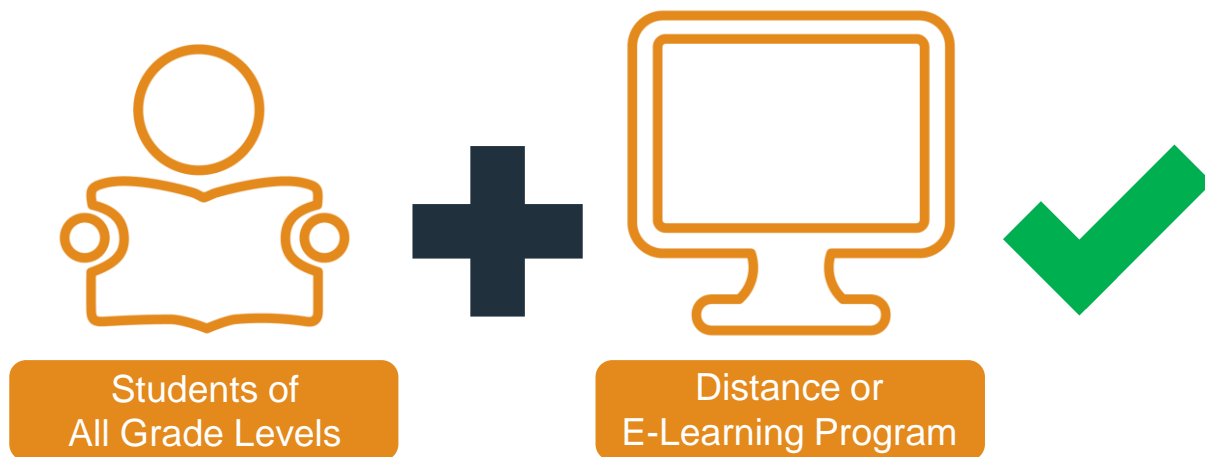 Students of
All Grade Levels
Distance or
E-Learning Program